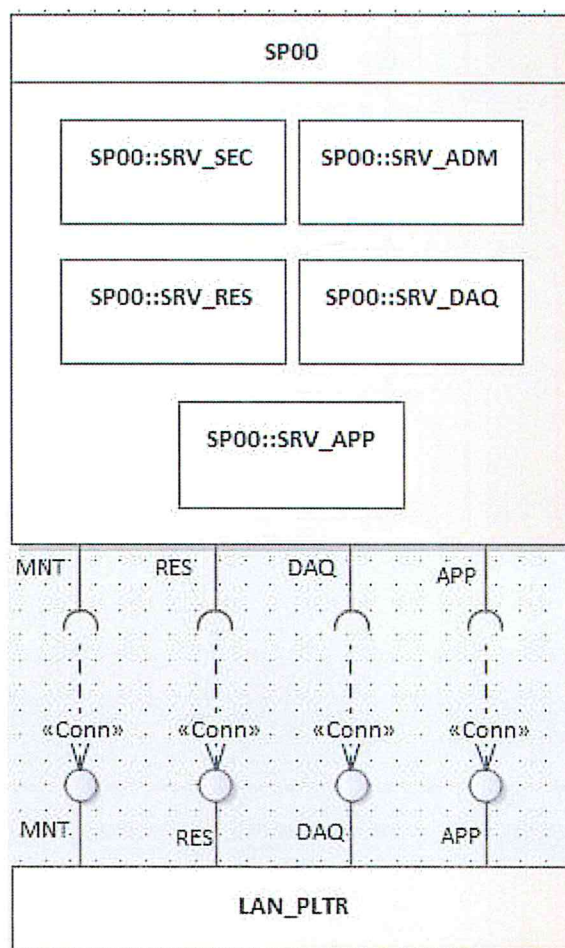 SP00
SP00::SRV_SEC SP00::SRV_ADM
SP00::SRV_RES SP00::SRV_DAQ
SP00::SRV_APP
MNT RES DAQ APP
«Conn» «Conn» «Conn» «Conn»
MNT RES DAQ APP
LAN_PLTR